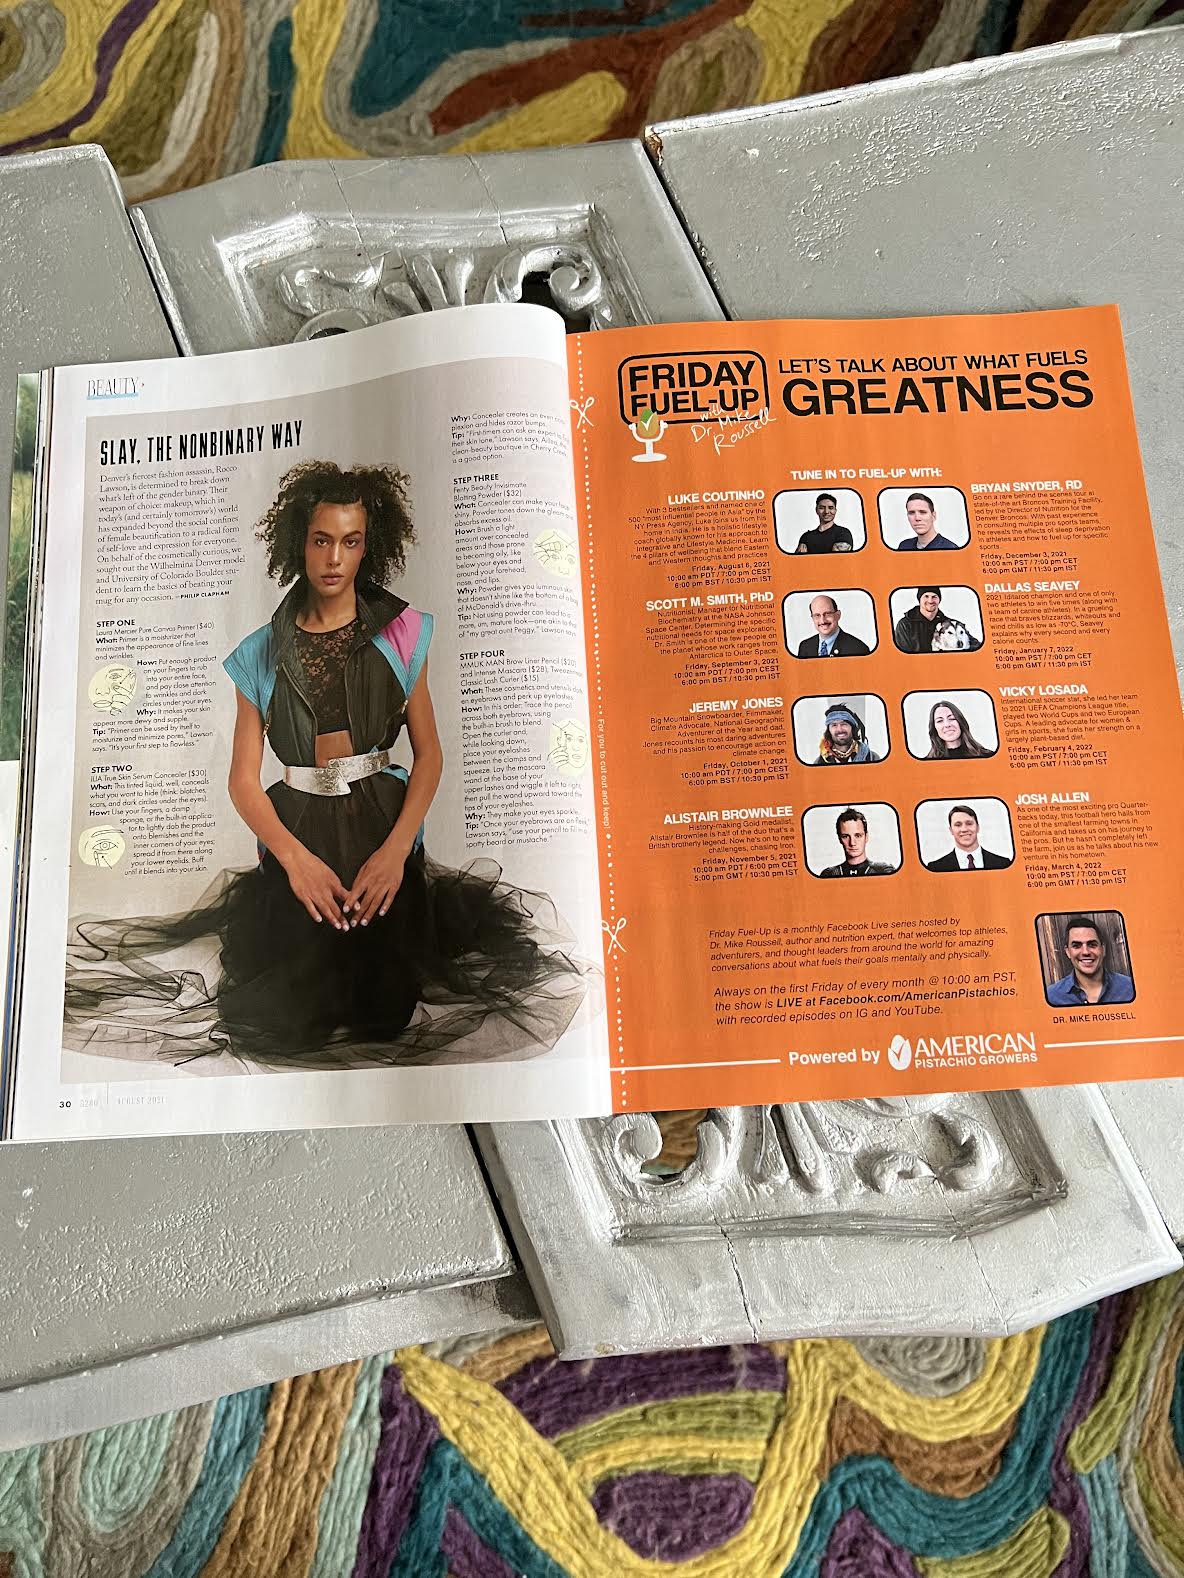 BEAUTY
SLAY, THE NONBINARY WAY
Denver's fiercest fashion assassin, Rocco
Lawson, is determined to break down
what's left of the gender binary. Their
weapon of choice: makeup, which in
today's (and certainly tomorrow's) world
has expanded beyond the social confines
of female beautification to a radical form
of self-love and expression for everyone.
On behalf of the cosmetically curious, we
sought out the Wilhelmina Denver model
and University of Colorado Boulder stu-
dent to learn the basics of beating your
mug for any occasion. —PHILIP CLAPHAM
STEP ONE
Laura Mercier Pure Canvas Primer ($40)
What: Primer is a moisturizer that
minimizes the appearance of fine lines
and wrinkles.
How: Put enough product
on your fingers to rub
into your entire face,
and pay close attention
to wrinkles and dark
circles under your eyes.
Why: It makes your skin
appear more dewy and supple.
Tip: "Primer can be used by itself to
moisturize and minimize pores," Lawson
says. "It's your first step to flawless."
STEP TWO
ILIA True Skin Serum Concealer ($30)
What: This tinted liquid, well, conceals
what you want to hide (think: blotches,
scars, and dark circles under the eyes).
How: Use your fingers, a damp
sponge, or the built-in applica-
tor to lightly dab the product
onto blemishes and the
inner corners of your eyes;
spread it from there along
your lower eyelids. Buff
until it blends into your skin.
Why: Concealer creates an even
plexion and hides razor bumps.
Tip: "First-timers can ask an expert to
their skin tone," Lawson says.
clean-beauty boutique in Cherry Creek,
is a good option.
STEP THREE
Fenty Beauty Invisimatte
Blotting Powder ($32)
What: Concealer can make your face
shiny. Powder tones down the gleam and
absorbs excess oil.
How: Brush a light
amount over concealed
areas and those prone
to becoming oily, like
below your eyes and
around your forehead,
nose, and lips.
Why: Powder gives you luminous skin
that doesn't shine like the bottom of a bag
of McDonald's drive-thru.
Tip: Not using powder can lead to a
more, um, mature look—one akin to that
of "my great aunt Peggy," Lawson says.
STEP FOUR
MMUK MAN Brow Liner Pencil ($20)
and Intense Mascara ($28), Tweezerman
Classic Lash Curler ($15)
What: These cosmetics and utensils dark-
en eyebrows and perk up eyelashes.
How: In this order: Trace the pencil
across both eyebrows, using
the built-in brush to blend.
Open the curler and,
while looking down,
place your eyelashes
between the clamps and
squeeze. Lay the mascara
wand at the base of your
upper lashes and wiggle it left to right,
then pull the wand upward toward the
tips of your eyelashes.
Why: They make your eyes sparkle.
Tip: "Once your eyebrows are on fleek,"
Lawson says, "use your pencil to fill in a
spotty beard or mustache."
30 5280 AUGUST 2021
For you to cut out and keep!
FRIDAY
FUEL-UP
with
Dr. Mike
Roussell
LET'S TALK ABOUT WHAT FUELS
GREATNESS
TUNE IN TO FUEL-UP WITH:
LUKE COUTINHO
With 3 bestsellers and named one of
500 "most influential people in Asia" by the
NY Press Agency, Luke joins us from his
home in India. He is a holistic lifestyle
coach globally known for his approach to
Integrative and Lifestyle Medicine. Learn
the 4 pillars of wellbeing that blend Eastern
and Western thoughts and practices
Friday, August 6, 2021
10:00 am PDT / 7:00 pm CEST
6:00 pm BST / 10:30 pm IST
BRYAN SNYDER, RD
Go on a rare behind the scenes tour at
state-of-the art Broncos Training Facility,
led by the Director of Nutrition for the
Denver Broncos. With past experience
in consulting multiple pro sports teams,
he reveals the effects of sleep deprivation
in athletes and how to fuel up for specific
sports.
Friday, December 3, 2021
10:00 am PST / 7:00 pm CET
6:00 pm GMT / 11:30 pm IST
SCOTT M. SMITH, PhD
Nutritionist, Manager for Nutritional
Biochemistry at the NASA Johnson
Space Center. Determining the specific
nutritional needs for space exploration,
Dr. Smith is one of the few people on
the planet whose work ranges from
Antarctica to Outer Space.
Friday, September 3, 2021
10:00 am PDT / 7:00 pm CEST
6:00 pm BST / 10:30 pm IST
DALLAS SEAVEY
2021 Iditarod champion and one of only
two athletes to win five times (along with
a team of canine athletes). In a grueling
race that braves blizzards, whiteouts and
wind chills as low as -70°C, Seavey
explains why every second and every
calorie counts.
Friday, January 7, 2022
10:00 am PST / 7:00 pm CET
6:00 pm GMT / 11:30 pm IST
JEREMY JONES
Big Mountain Snowboarder, Filmmaker,
Climate Advocate, National Geographic
Adventurer of the Year and dad,
Jones recounts his most daring adventures
and his passion to encourage action on
climate change.
Friday, October 1, 2021
10:00 am PDT / 7:00 pm CEST
6:00 pm BST / 10:30 pm IST
VICKY LOSADA
International soccer star, she led her team
to 2021 UEFA Champions League title,
played two World Cups and two European
Cups. A leading advocate for women &
girls in sports, she fuels her strength on a
largely plant-based diet.
Friday, February 4, 2022
10:00 am PST / 7:00 pm CET
6:00 pm GMT / 11:30 pm IST
ALISTAIR BROWNLEE
History-making Gold medalist,
Alistair Brownlee is half of the duo that's a
British brotherly legend. Now he's on to new
challenges, chasing Iron.
Friday, November 5, 2021
10:00 am PDT / 6:00 pm CET
5:00 pm GMT / 10:30 pm IST
JOSH ALLEN
As one of the most exciting pro Quarter-
backs today, this football hero hails from
one of the smallest farming towns in
California and takes us on his journey to
the pros. But he hasn't completely left
the farm, join us as he talks about his new
venture in his hometown.
Friday, March 4, 2022
10:00 am PST / 7:00 pm CET
6:00 pm GMT / 11:30 pm IST
Friday Fuel-Up is a monthly Facebook Live series hosted by
Dr. Mike Roussell, author and nutrition expert, that welcomes top athletes,
adventurers, and thought leaders from around the world for amazing
conversations about what fuels their goals mentally and physically.
Always on the first Friday of every month @ 10:00 am PST,
the show is LIVE at Facebook.com/AmericanPistachios,
with recorded episodes on IG and YouTube.
DR. MIKE ROUSSELL
Powered by AMERICAN
PISTACHIO GROWERS